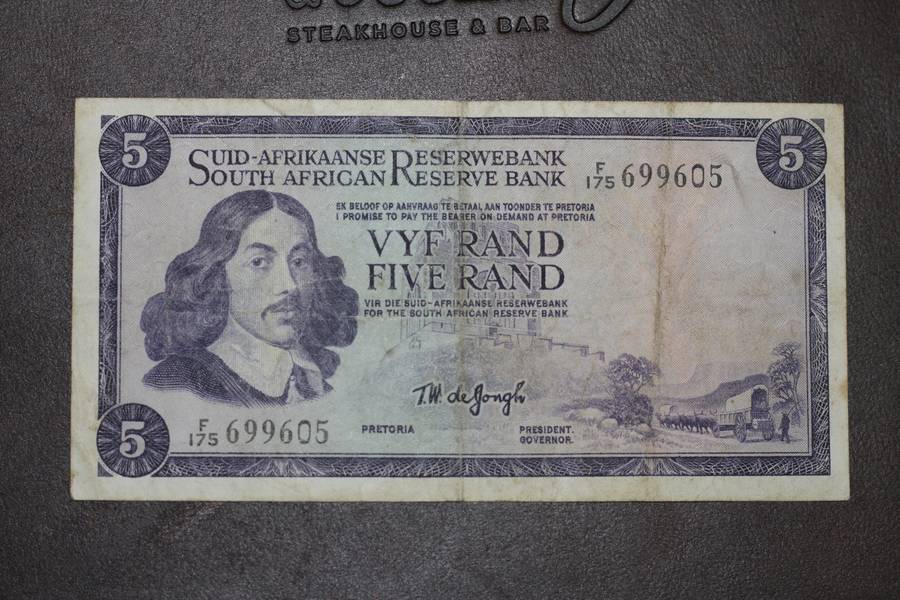 STEAKHOUSE & BAR
5
5
SUID-AFRIKAANSE RESERWEBANK
SOUTH AFRICAN RESERVE BANK
F/175 699605
EK BELOOF OP AANVRAAG TE BETAAL AAN TOONDER TE PRETORIA
I PROMISE TO PAY THE BEARER ON DEMAND AT PRETORIA
VYF RAND
FIVE RAND
VIR DIE SUID-AFRIKAANSE RESERWEBANK
FOR THE SOUTH AFRICAN RESERVE BANK
T.W. de Jongh
5
F/175 699605
PRETORIA
PRESIDENT.
GOVERNOR.